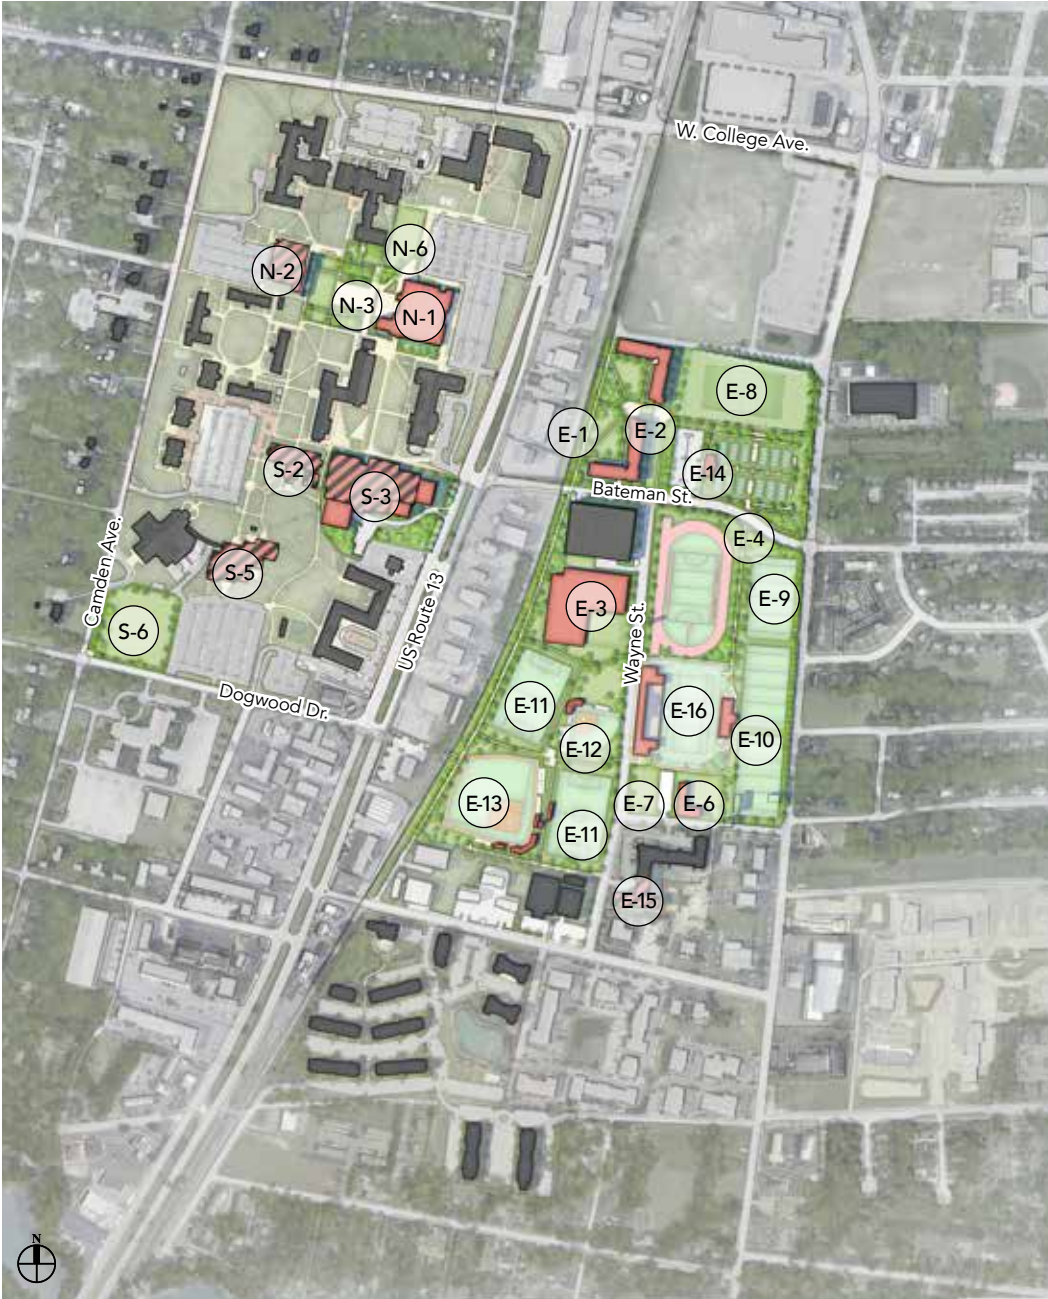 W. College Ave.
N-6
N-2
N-3
N-1
E-8
E-1
E-2
S-2
E-14
S-3
Bateman St.
E-4
Camden Ave.
S-5
E-9
E-3
US Route 13
S-6
Wayne St.
Dogwood Dr.
E-11
E-16
E-12
E-10
E-13
E-7
E-6
E-11
E-15
N